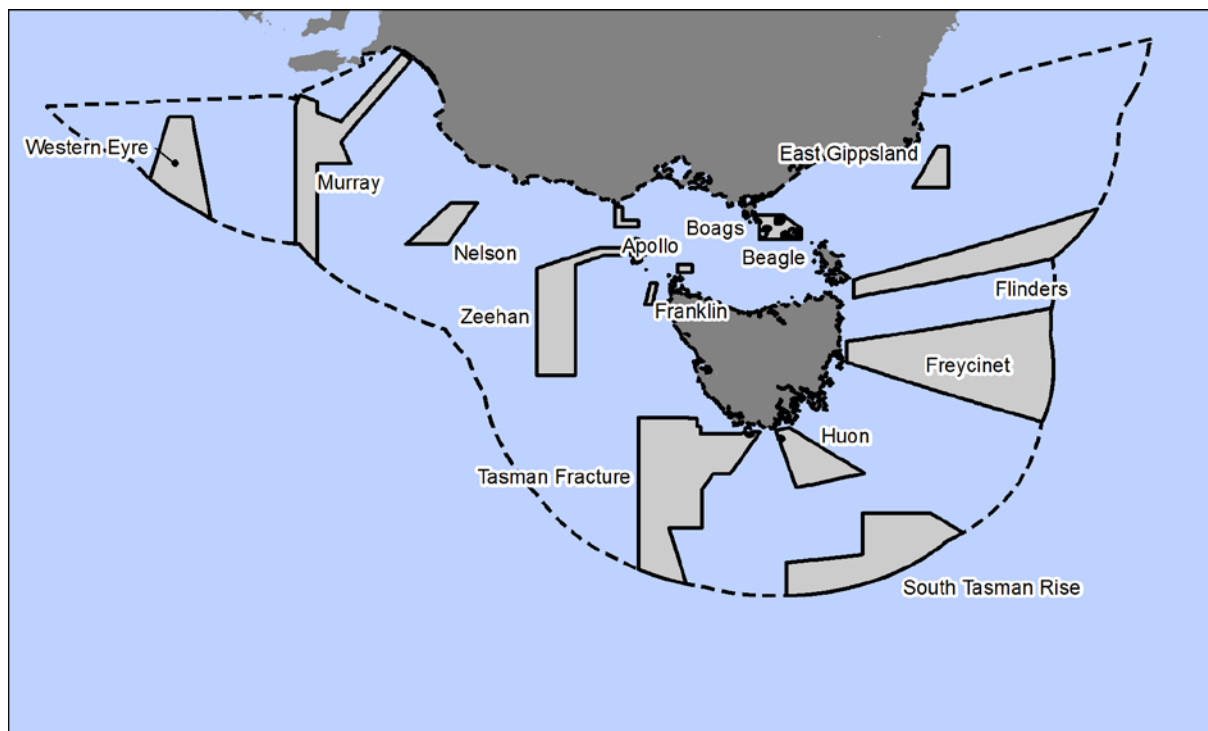 Western Eyre
East Gippsland
Murray
Boags
Nelson
Apollo
Beagle
Flinders
Franklin
Zeehan
Freycinet
Huon
Tasman Fracture
South Tasman Rise